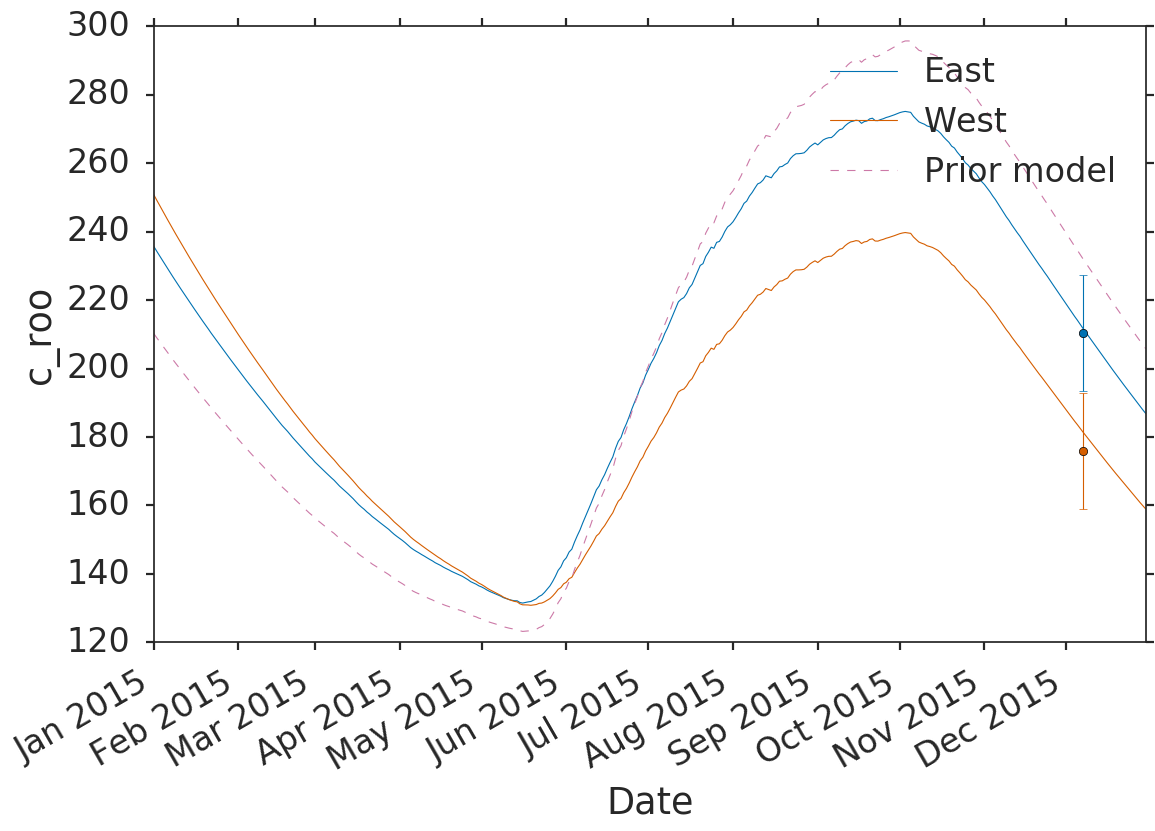 300
280
260
240
220
200
180
160
140
120
c_roo
East
West
Prior model
Jan 2015
Feb 2015
Mar 2015
Apr 2015
May 2015
Jun 2015
Jul 2015
Aug 2015
Sep 2015
Oct 2015
Nov 2015
Dec 2015
Date